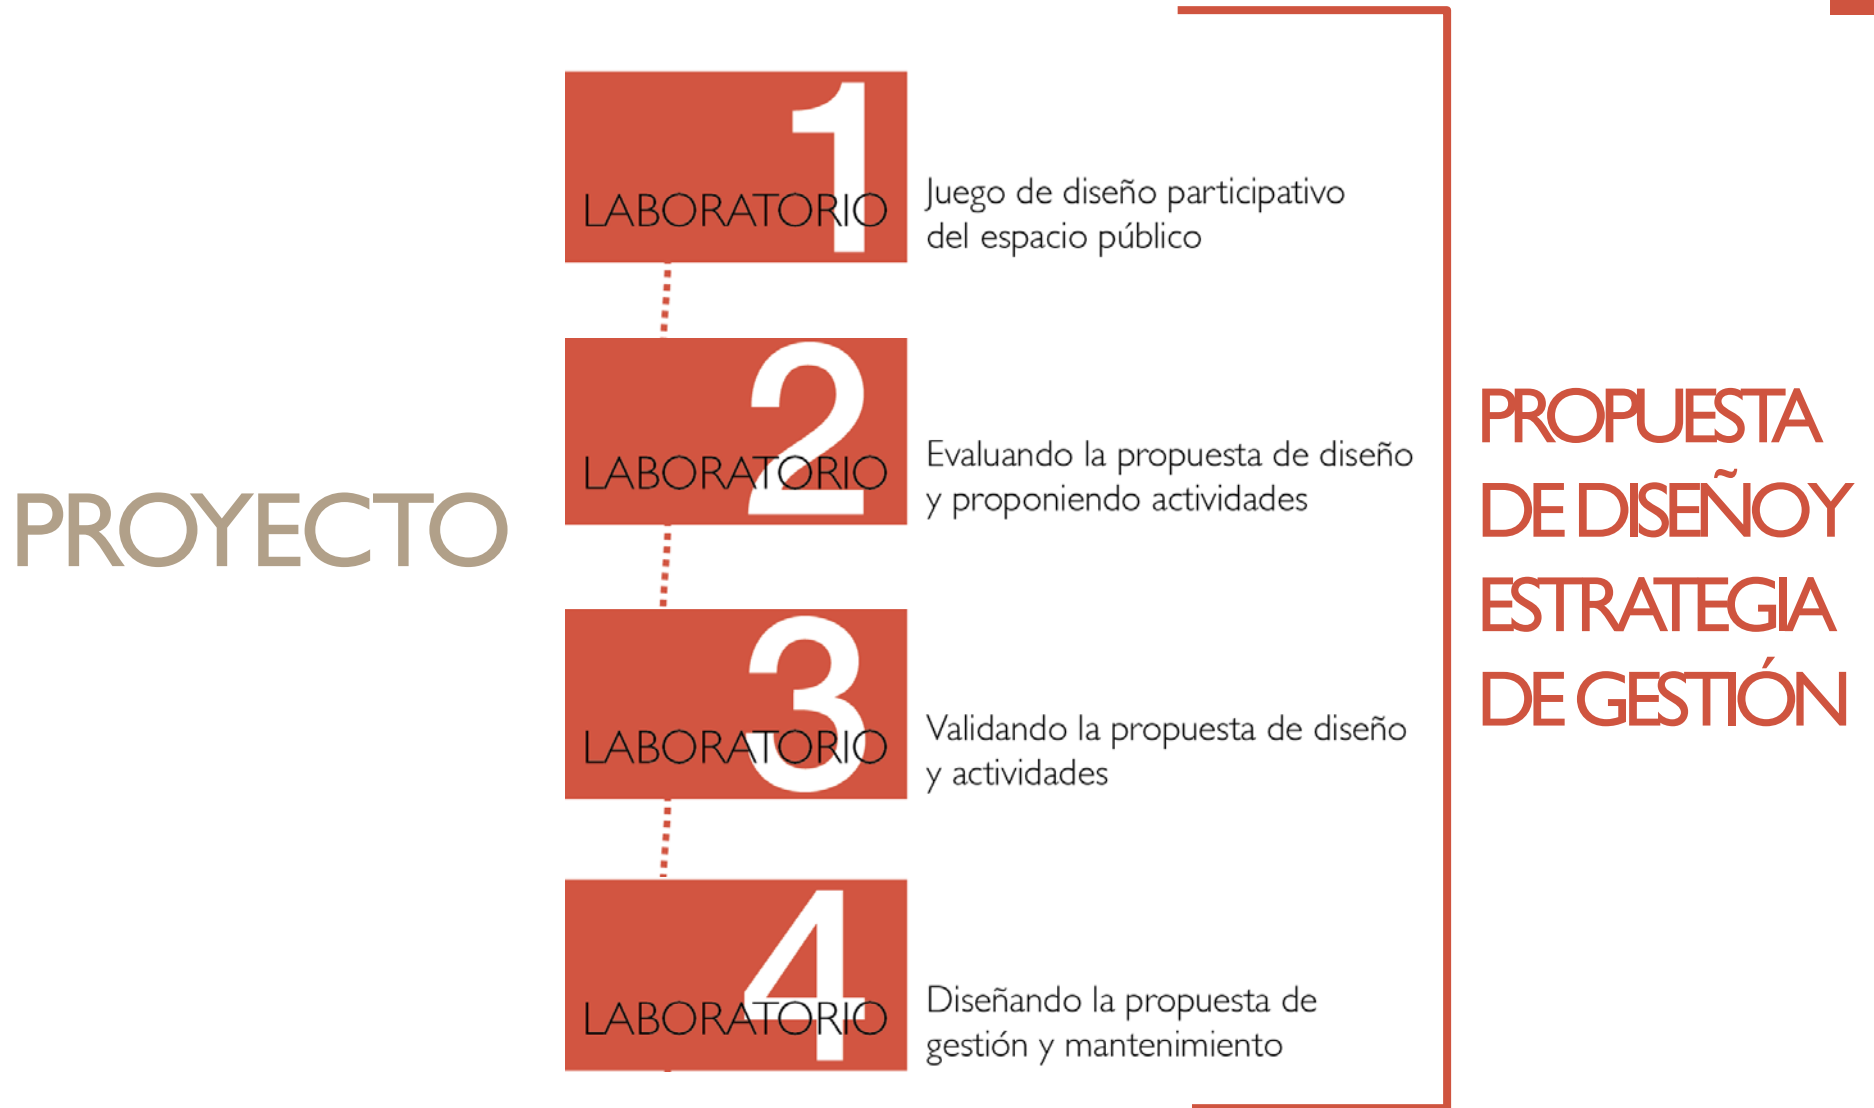 PROYECTO
1
LABORATORIO
Juego de diseño participativo
del espacio público
2
LABORATORIO
Evaluando la propuesta de diseño
y proponiendo actividades
3
LABORATORIO
Validando la propuesta de diseño
y actividades
4
LABORATORIO
Diseñando la propuesta de
gestión y mantenimiento
PROPUESTA
DE DISEÑO Y
ESTRATEGIA
DE GESTIÓN